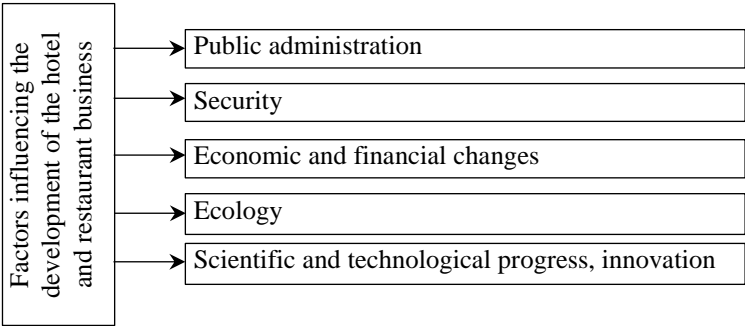 Factors influencing the
development of the hotel
and restaurant business
Public administration
Security
Economic and financial changes
Ecology
Scientific and technological progress, innovation